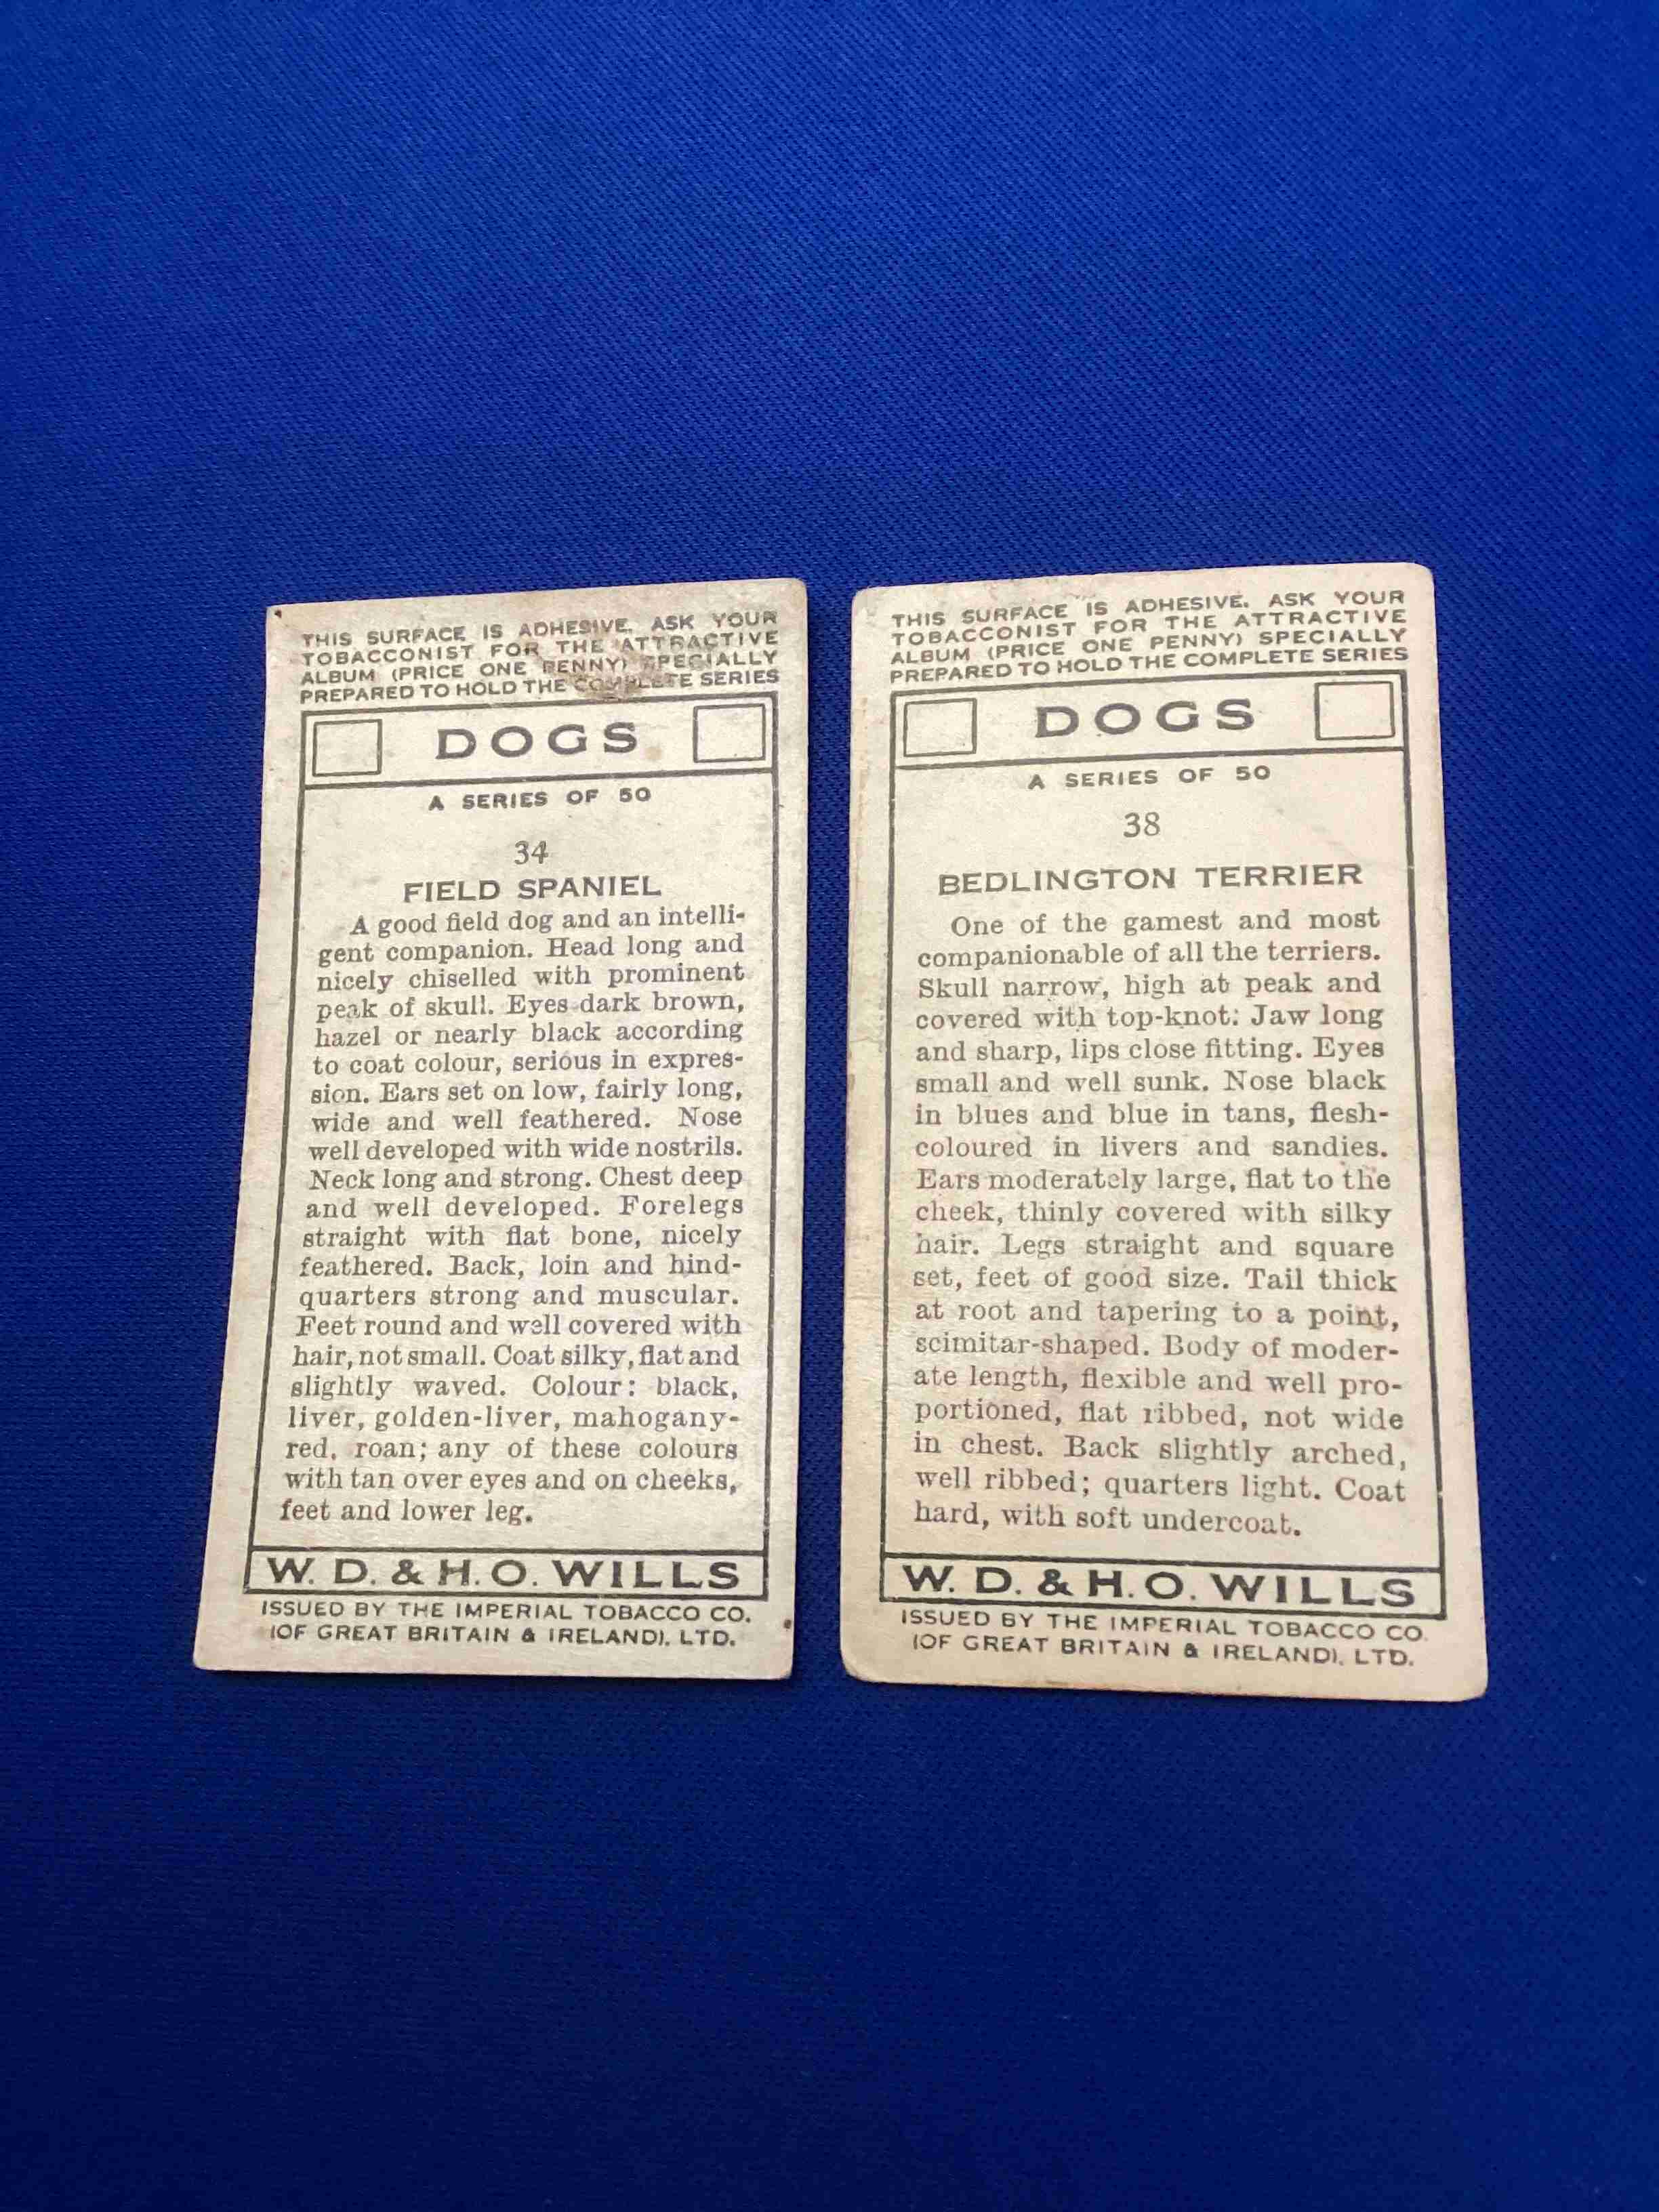 THIS SURFACE IS ADHESIVE. ASK YOUR
TOBACCONIST FOR THE ATTRACTIVE
ALBUM (PRICE ONE PENNY) SPECIALLY
PREPARED TO HOLD THE COMPLETE SERIES
DOGS
A SERIES OF 50
34
FIELD SPANIEL
A good field dog and an intelli-
gent companion. Head long and
nicely chiselled with prominent
peak of skull. Eyes dark brown,
hazel or nearly black according
to coat colour, serious in expres-
sion. Ears set on low, fairly long,
wide and well feathered. Nose
well developed with wide nostrils.
Neck long and strong. Chest deep
and well developed. Forelegs
straight with flat bone, nicely
feathered. Back, loin and hind-
quarters strong and muscular.
Feet round and well covered with
hair, not small. Coat silky, flat and
slightly waved. Colour: black,
liver, golden-liver, mahogany-
red, roan; any of these colours
with tan over eyes and on cheeks,
feet and lower leg.
W. D. & H. O. WILLS
ISSUED BY THE IMPERIAL TOBACCO CO.
(OF GREAT BRITAIN & IRELAND), LTD.
THIS SURFACE IS ADHESIVE. ASK YOUR
TOBACCONIST FOR THE ATTRACTIVE
ALBUM (PRICE ONE PENNY) SPECIALLY
PREPARED TO HOLD THE COMPLETE SERIES
DOGS
A SERIES OF 50
38
BEDLINGTON TERRIER
One of the gamest and most
companionable of all the terriers.
Skull narrow, high at peak and
covered with top-knot: Jaw long
and sharp, lips close fitting. Eyes
small and well sunk. Nose black
in blues and blue in tans, flesh-
coloured in livers and sandies.
Ears moderately large, flat to the
cheek, thinly covered with silky
hair. Legs straight and square
set, feet of good size. Tail thick
at root and tapering to a point,
scimitar-shaped. Body of moder-
ate length, flexible and well pro-
portioned, flat ribbed, not wide
in chest. Back slightly arched,
well ribbed; quarters light. Coat
hard, with soft undercoat.
W. D. & H. O. WILLS
ISSUED BY THE IMPERIAL TOBACCO CO.
(OF GREAT BRITAIN & IRELAND), LTD.